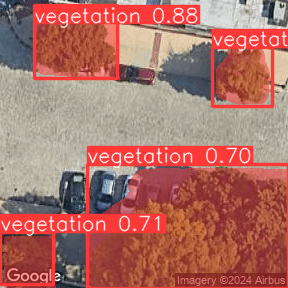 vegetation 0.88
vegetat
vegetation 0.70
vegetation 0.71
Google
Imagery ©2024 Airbus